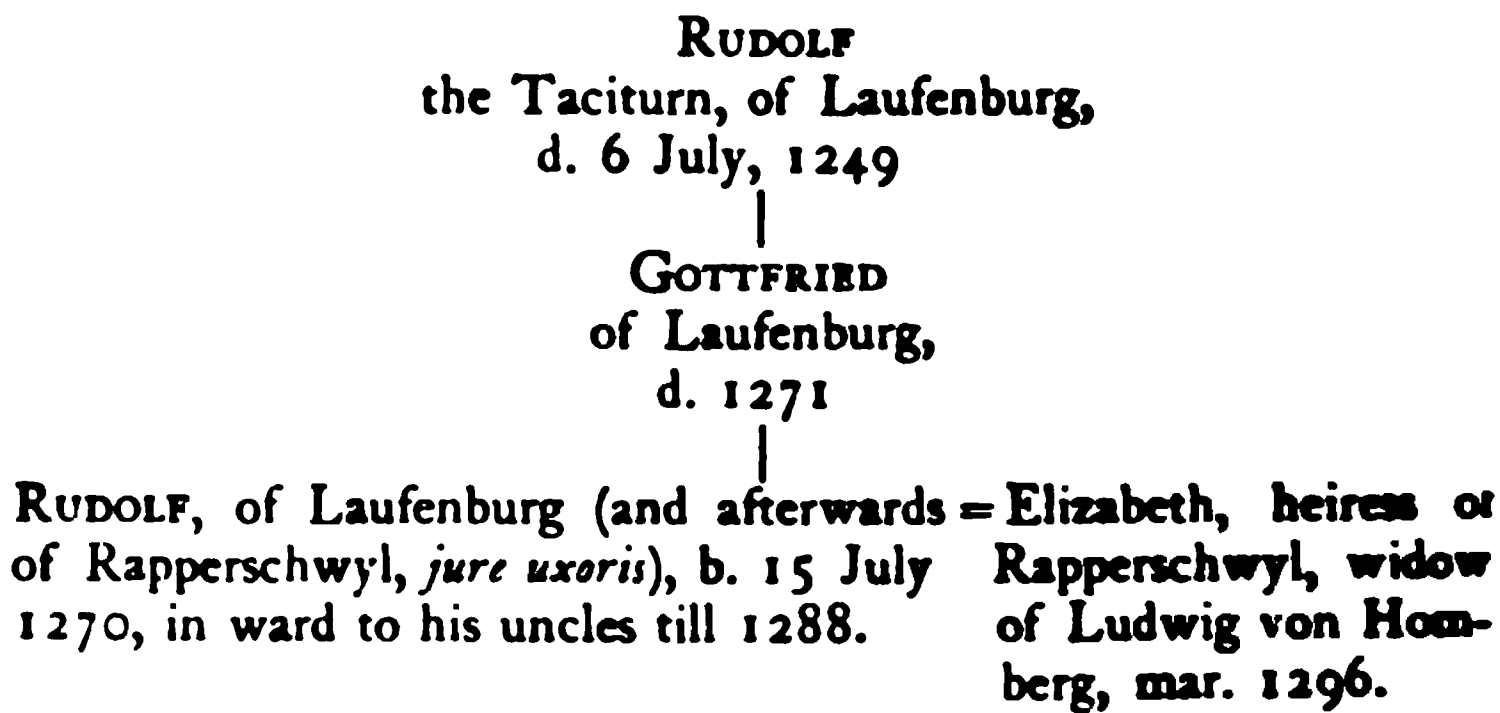 RUDOLF
the Taciturn, of Laufenburg,
d. 6 July, 1249
GOTTFRIED
of Laufenburg,
d. 1271
RUDOLF, of Laufenburg (and afterwards = Elizabeth, heiress of
of Rapperschwyl, jure uxoris), b. 15 July Rapperschwyl, widow
1270, in ward to his uncles till 1288. of Ludwig von Hom-
berg, mar. 1296.